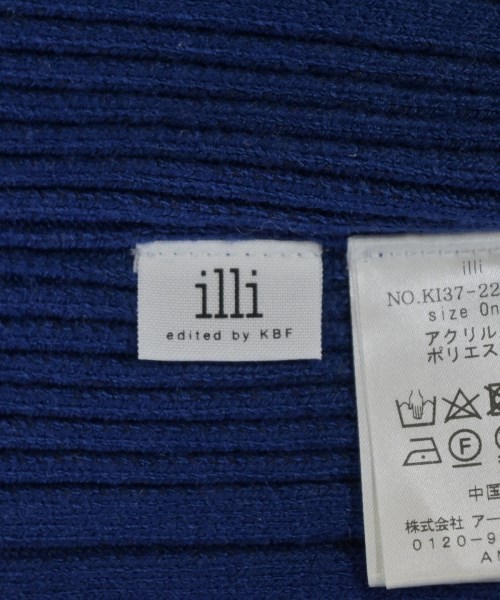 illi
edited by KBF
illi
NO.KI37-22
size On
アクリル
ポリエス
F
中国
株式会社 アー
0120-9
AM